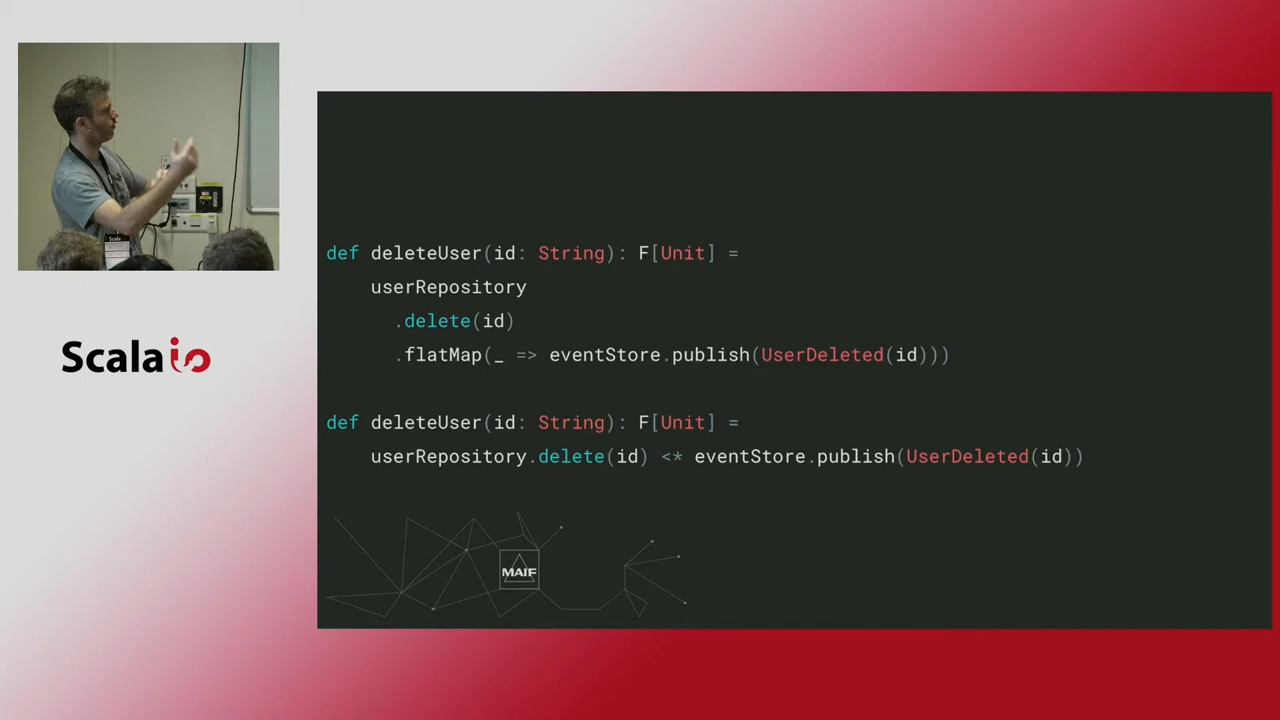 Scala
Scalaio
def deleteUser(id: String): F[Unit] =
userRepository
.delete(id)
.flatMap(_ => eventStore.publish(UserDeleted(id)))
def deleteUser(id: String): F[Unit] =
userRepository.delete(id) <* eventStore.publish(UserDeleted(id))
MAIF